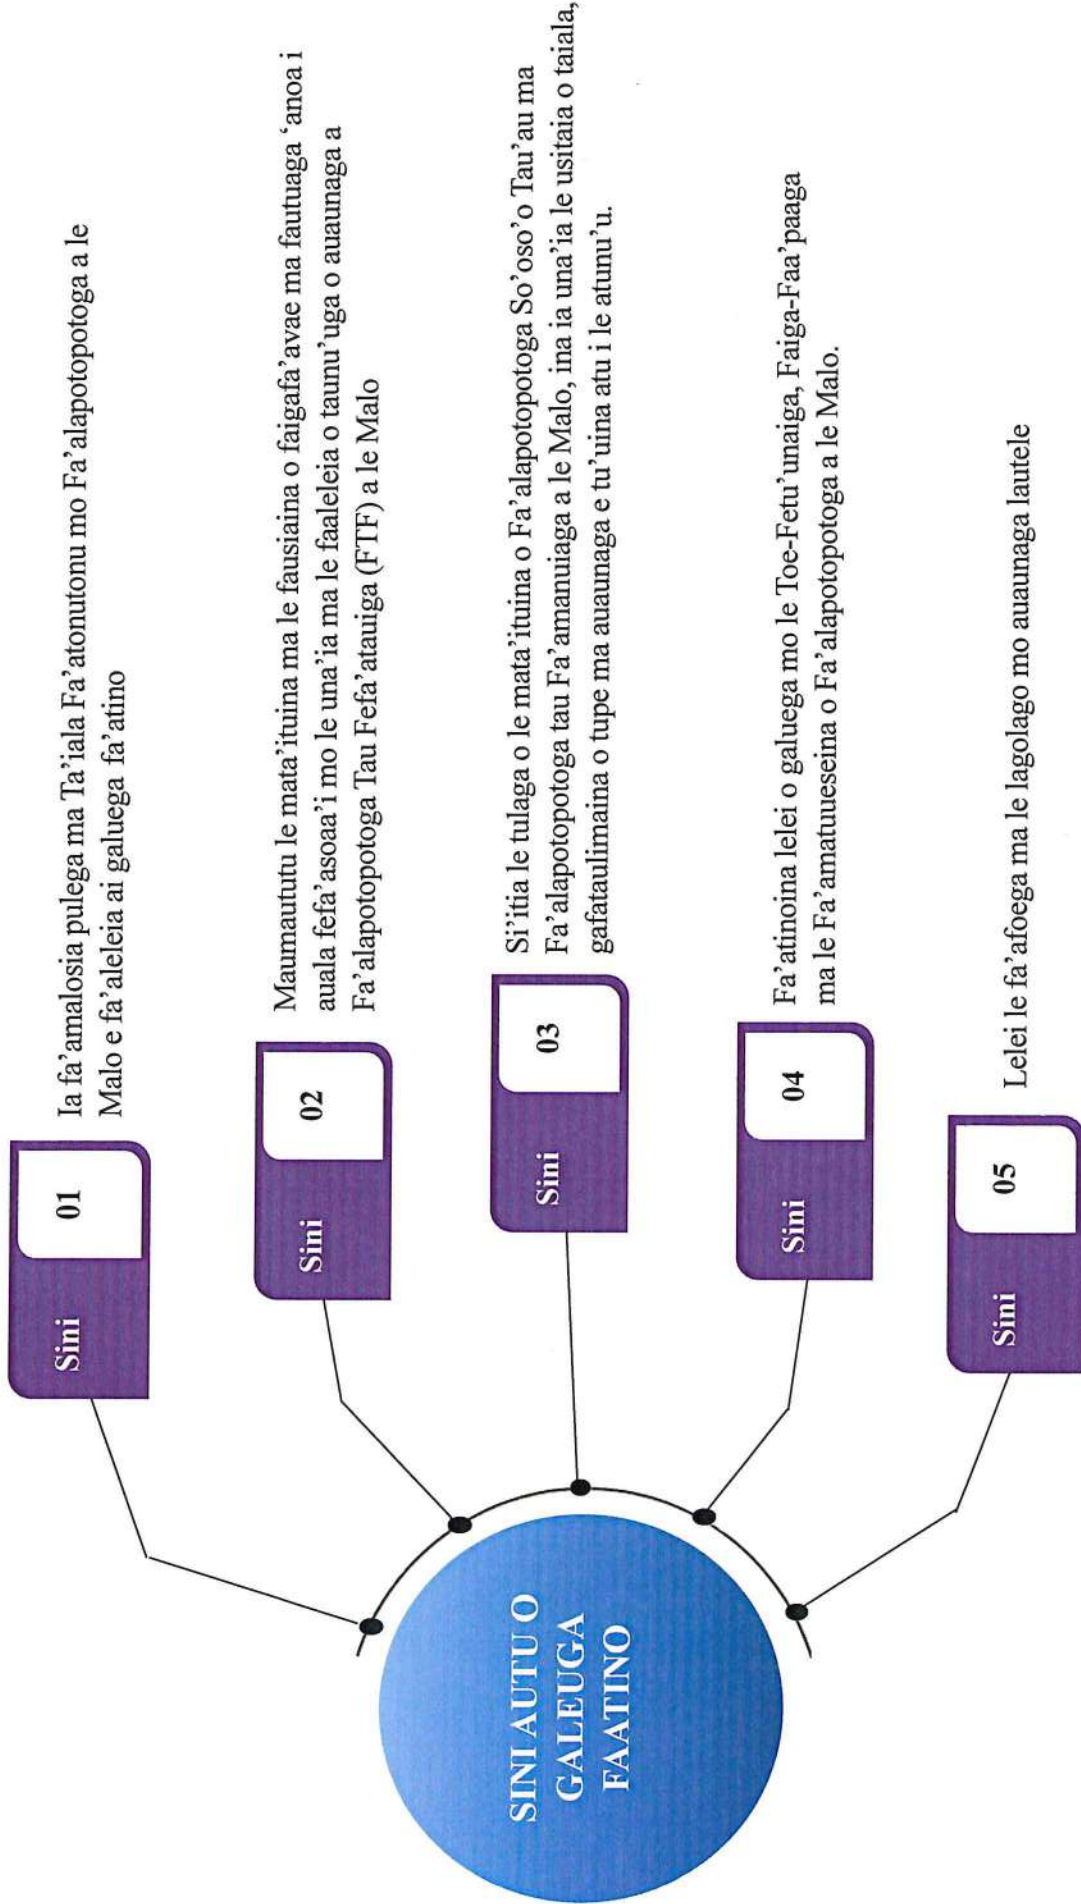 SINI AUTU O
GALEUGA
FAATINO
Sini
01
Ia fa'amalosia pulega ma Ta'iala Fa'atonutonu mo Fa'alapotopotoga a le
Malo e fa'aleleia ai galuega fa'atino
Sini
02
Maumaututu le mata'ituina ma le fausiaina o faigafa'avae ma fautuaga 'anoa i
auala fefa'asoaa'i mo le una'ia ma le faaleleia o taunu'uga o auaunaga a
Fa'alapotopotoga Tau Fefa'atauiga (FTF) a le Malo
Sini
03
Si'itia le tulaga o le mata'ituina o Fa'alapotopotoga So'oso'o Tau'au ma
Fa'alapotopotoga tau Fa'amanuiaga a le Malo, ina ia una'ia le usitaia o taiala,
gafataulimaina o tupe ma auaunaga e tu'uina atu i le atunu'u.
Sini
04
Fa'atinoina lelei o galuega mo le Toe-Fetu'unaiga, Faiga-Faa'paaga
ma le Fa'amatuueseina o Fa'alapotopotoga a le Malo.
Sini
05
Lelei le fa'afoega ma le lagolago mo auaunaga lautele